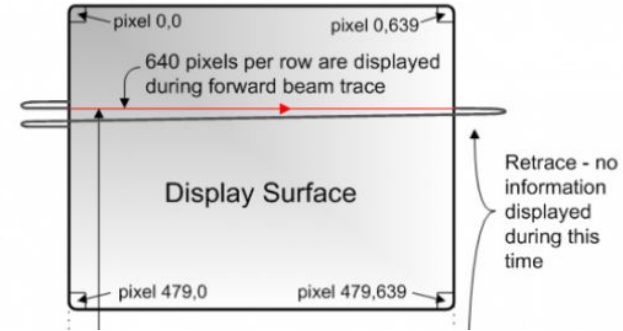 pixel 0,0
pixel 0,639
640 pixels per row are displayed
during forward beam trace
Display Surface
Retrace - no
information
displayed
during this
time
pixel 479,0
pixel 479,639